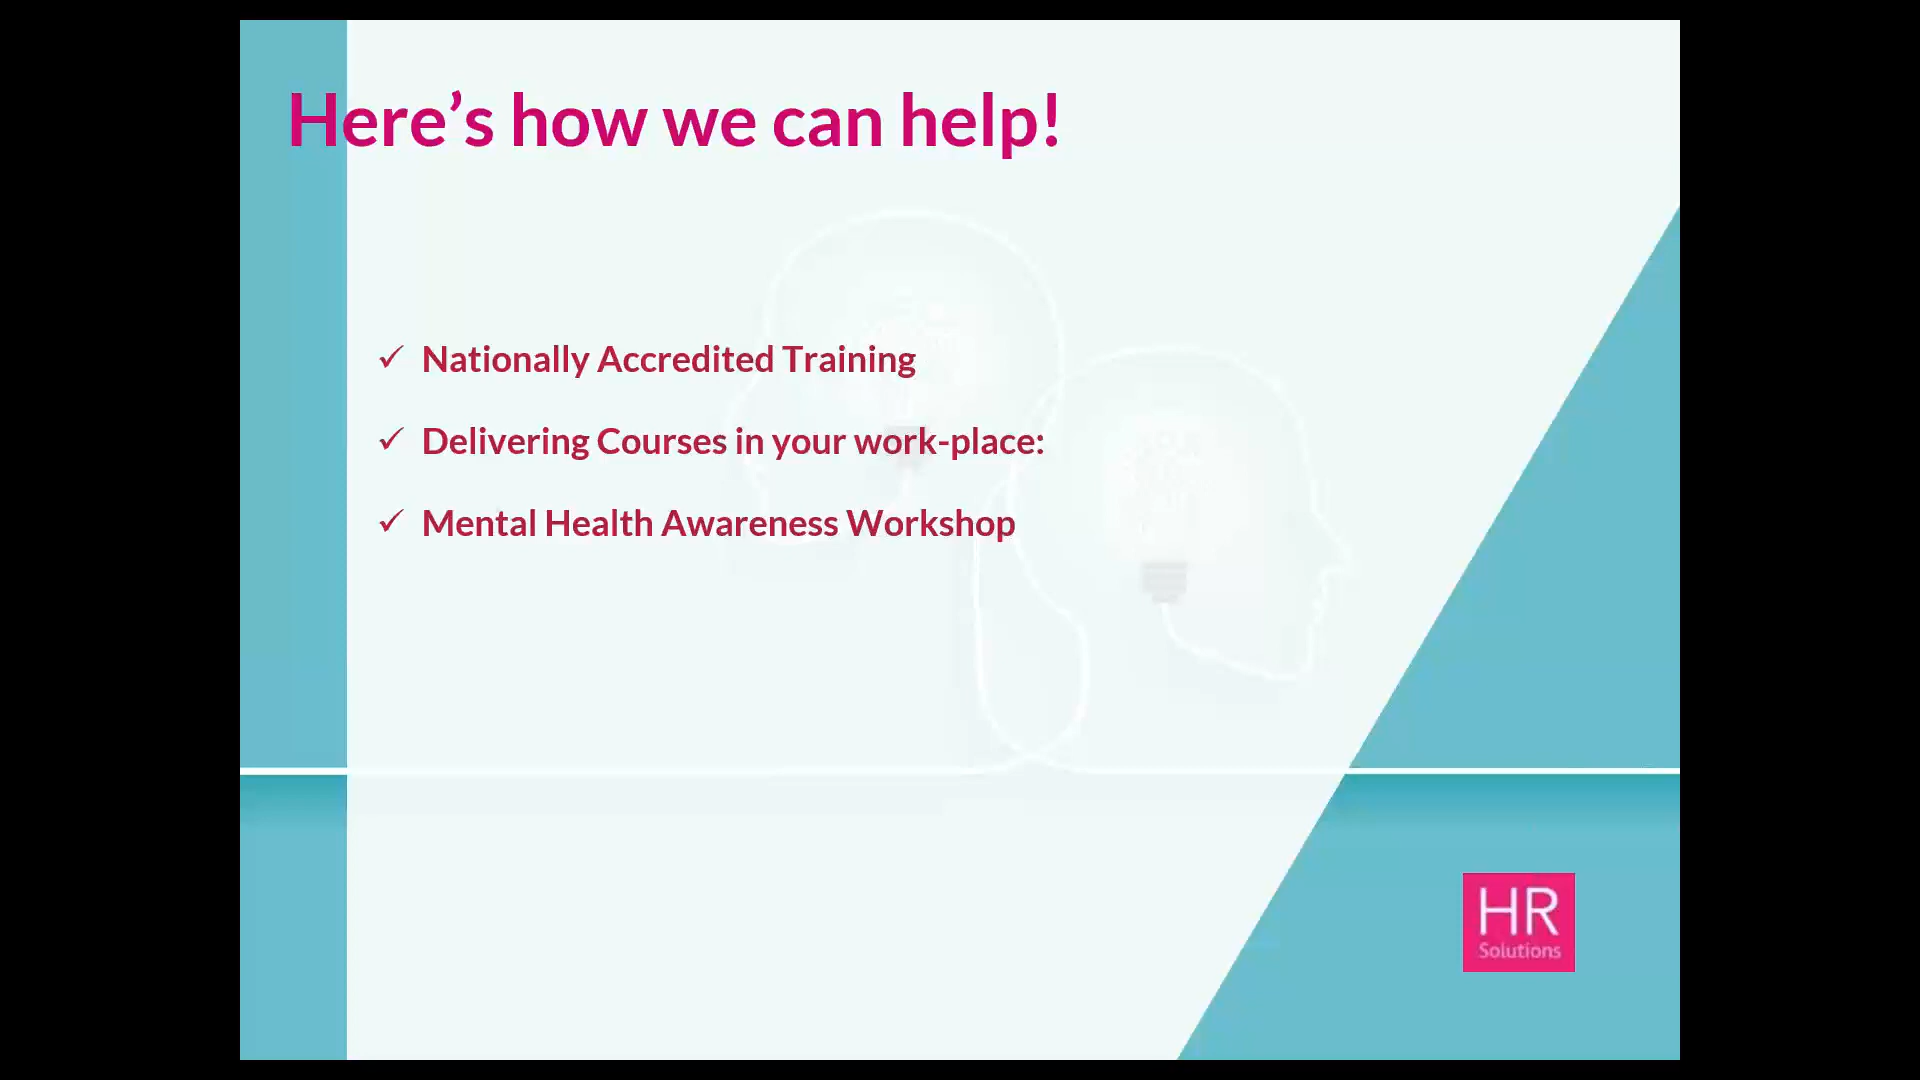 Here’s how we can help!
✓ Nationally Accredited Training
✓ Delivering Courses in your work-place:
✓ Mental Health Awareness Workshop
HR
Solutions